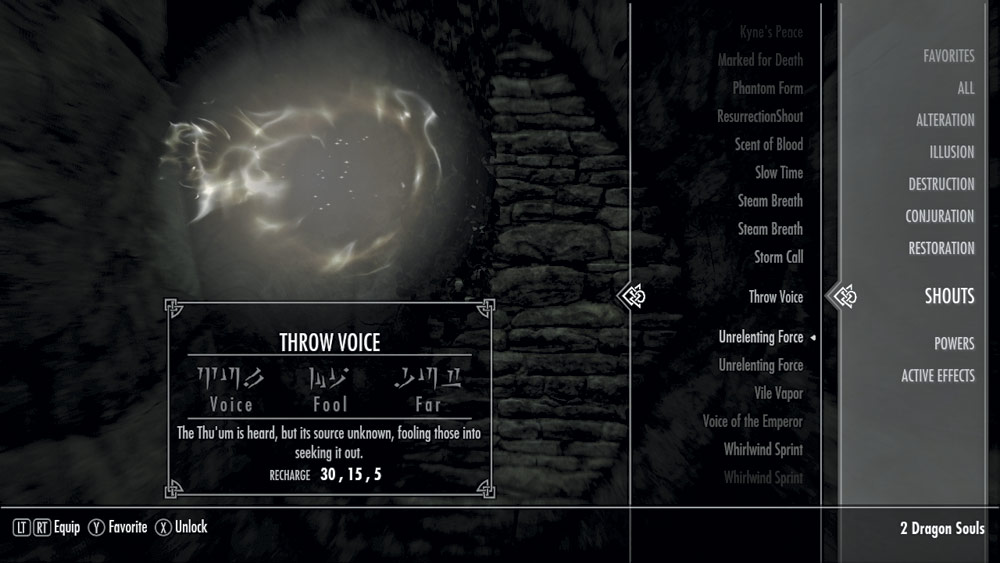 Kyne's Peace
Marked for Death
Phantom Form
ResurrectionShout
Scent of Blood
Slow Time
Steam Breath
Steam Breath
Storm Call
Throw Voice
Unrelenting Force
Unrelenting Force
Vile Vapor
Voice of the Emperor
Whirlwind Sprint
Whirlwind Sprint
FAVORITES
ALL
ALTERATION
ILLUSION
DESTRUCTION
CONJURATION
RESTORATION
SHOUTS
POWERS
ACTIVE EFFECTS
THROW VOICE
Voice Fool Far
The Thu'um is heard, but its source unknown, fooling those into
seeking it out.
RECHARGE 30 , 15 , 5
LT RT Equip Y Favorite X Unlock
2 Dragon Souls